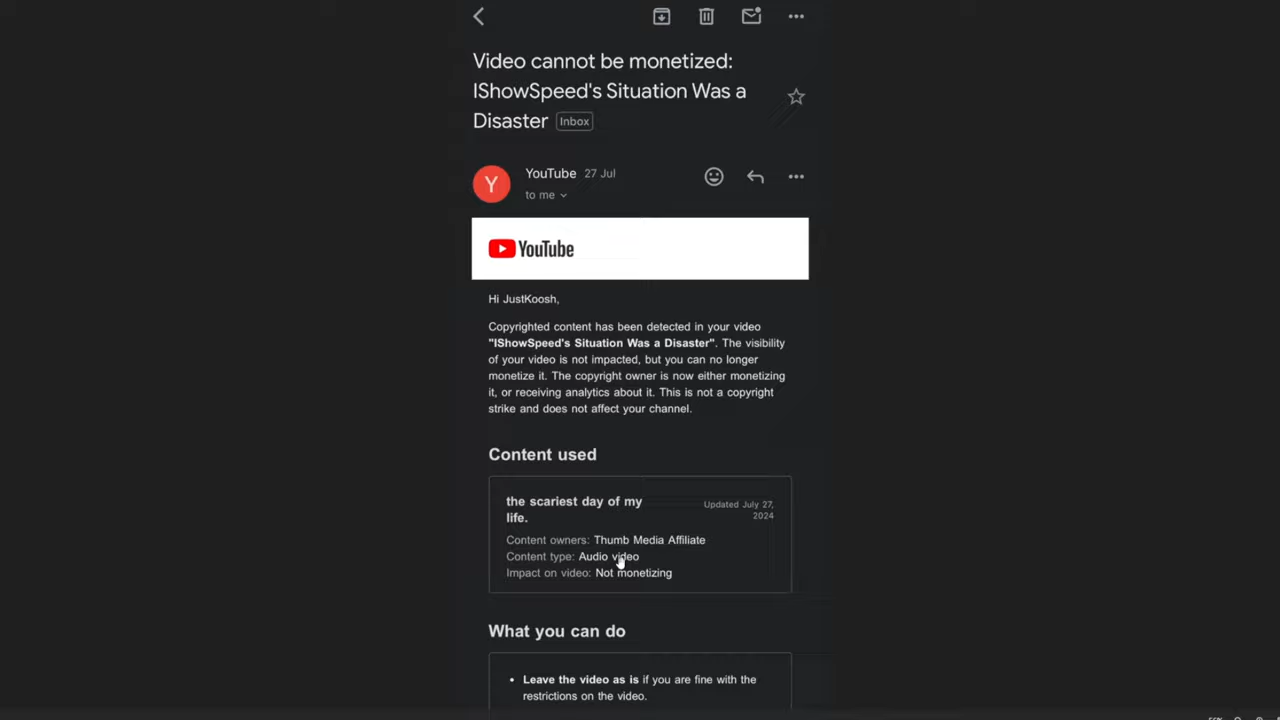 Video cannot be monetized:
IShowSpeed's Situation Was a
Disaster Inbox
Y
YouTube 27 Jul
to me
YouTube
Hi JustKoosh,
Copyrighted content has been detected in your video
"IShowSpeed's Situation Was a Disaster". The visibility
of your video is not impacted, but you can no longer
monetize it. The copyright owner is now either monetizing
it, or receiving analytics about it. This is not a copyright
strike and does not affect your channel.
Content used
the scariest day of my
life.
Updated July 27,
2024
Content owners: Thumb Media Affiliate
Content type: Audio video
Impact on video: Not monetizing
What you can do
• Leave the video as is if you are fine with the
restrictions on the video.